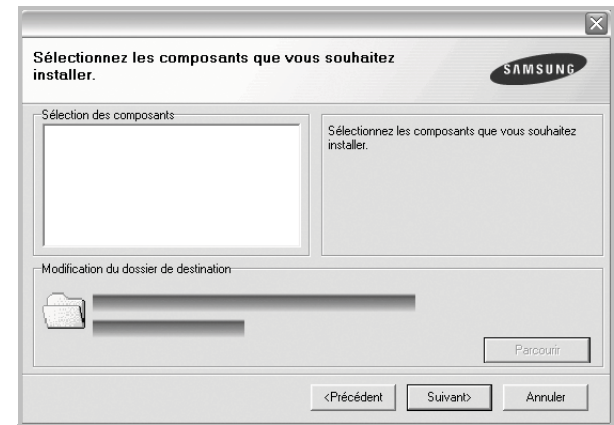 Sélectionnez les composants que vous souhaitez
installer.
SAMSUNG
Sélection des composants
Sélectionnez les composants que vous souhaitez
installer.
Modification du dossier de destination
Parcourir
<Précédent
Suivant>
Annuler